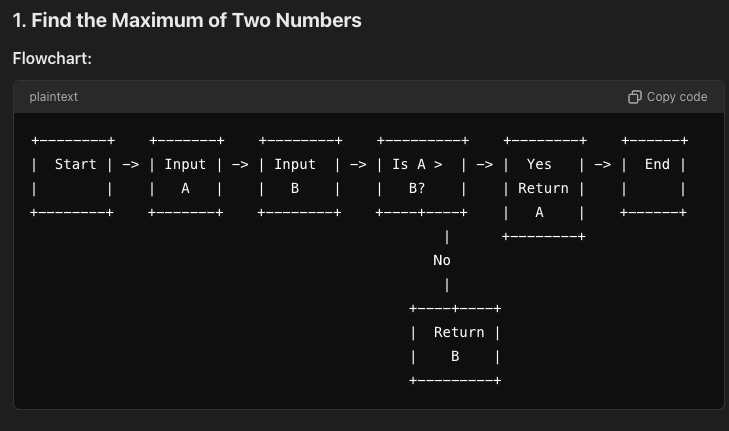 1. Find the Maximum of Two Numbers
Flowchart:
plaintext Copy code
+--------+    +-------+    +--------+    +---------+    +--------+    +------+
|  Start | -> | Input | -> | Input  | -> | Is A >  | -> |  Yes   | -> |  End |
|        |    |   A   |    |   B    |    |   B?    |    | Return |    |      |
+--------+    +-------+    +--------+    +----+----+    |   A    |    +------+
                                              |         +--------+
                                             No
                                              |
                                          +----+----+
                                          |  Return |
                                          |    B    |
                                          +---------+